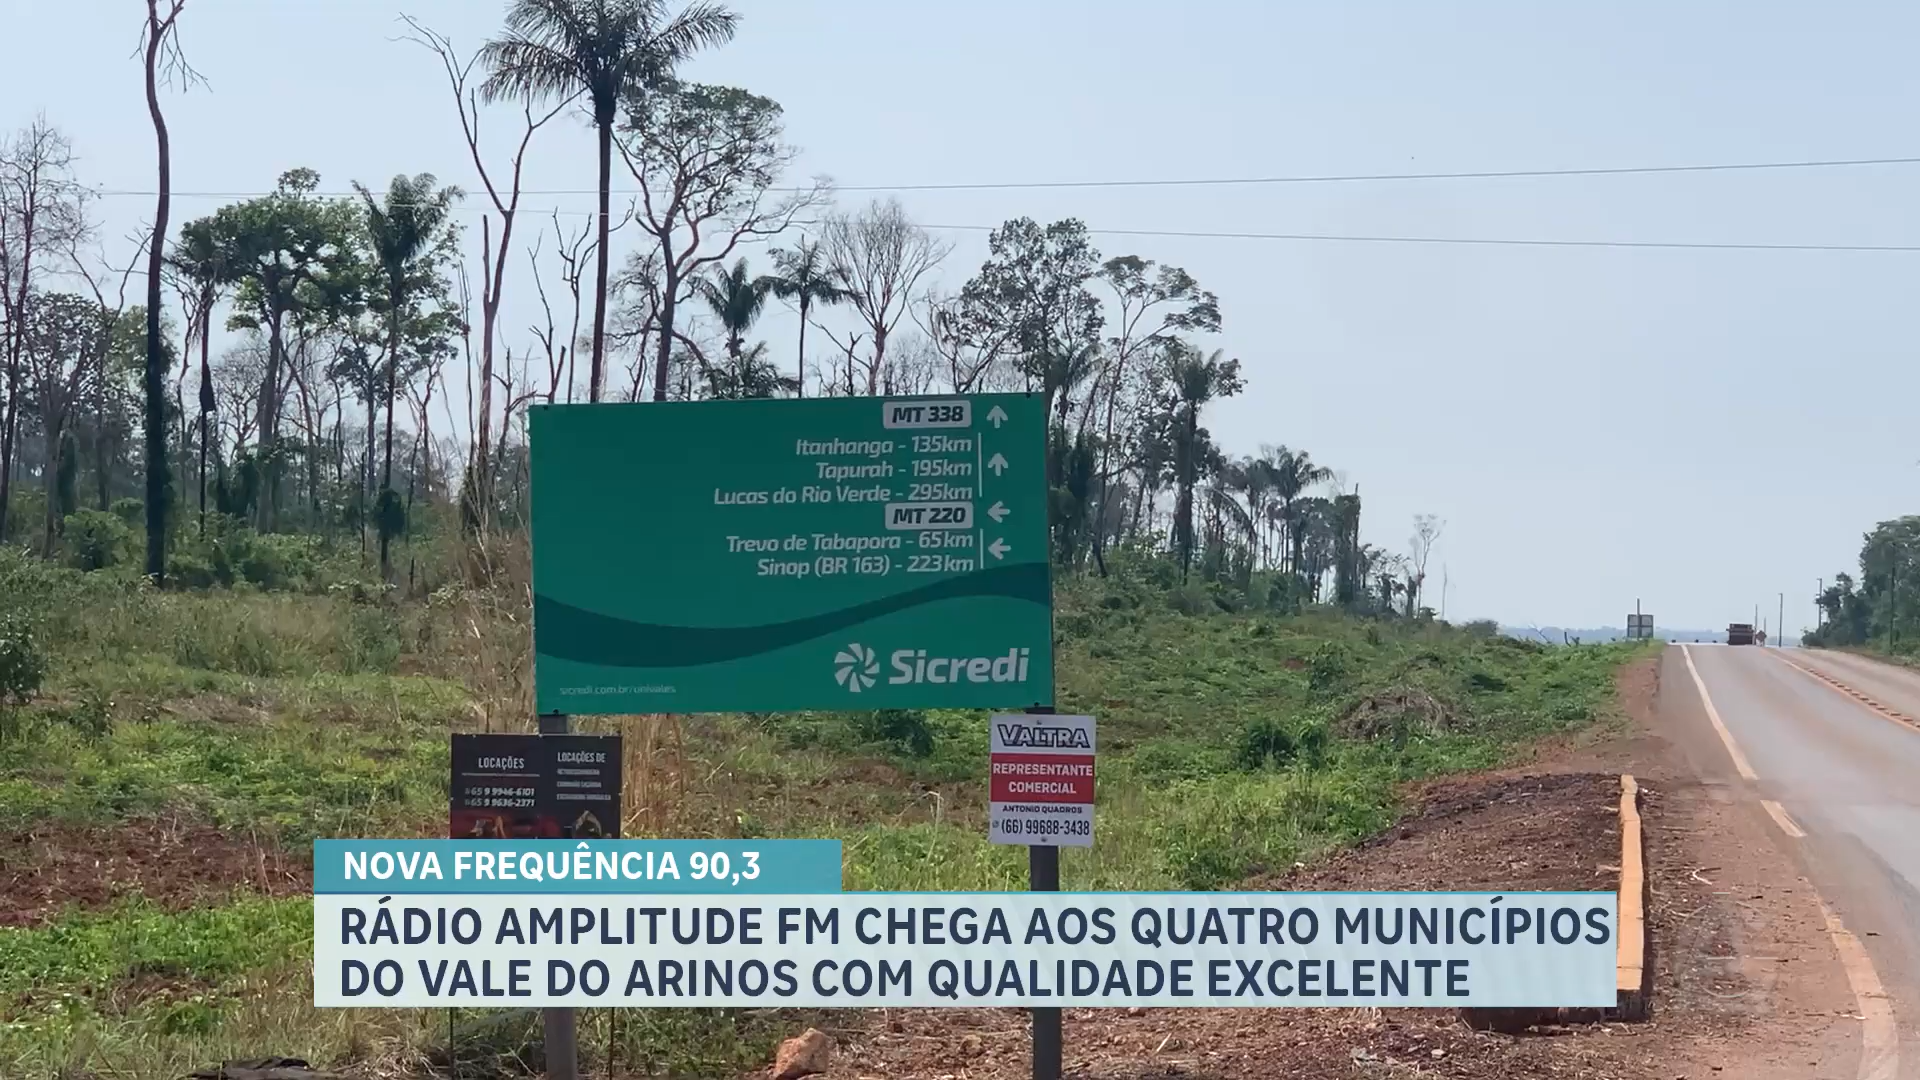 MT 338
Itanhanga - 135km
Tapurah - 195km
Lucas do Rio Verde - 295km
MT 220
Trevo de Tabapora - 65km
Sinop (BR 163) - 223km
Sicredi
sicredi.com.br/univales
LOCAÇÕES
65 9 9946-6101
65 9 9636-2371
LOCAÇÕES DE
VALTRA
REPRESENTANTE
COMERCIAL
ANTONIO QUADROS
(66) 99688-3438
NOVA FREQUÊNCIA 90,3
RÁDIO AMPLITUDE FM CHEGA AOS QUATRO MUNICÍPIOS
DO VALE DO ARINOS COM QUALIDADE EXCELENTE